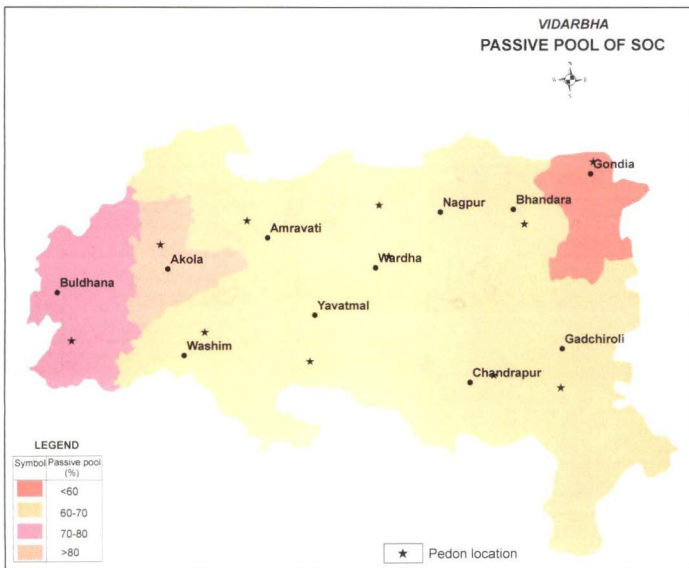 VIDARBHA
PASSIVE POOL OF SOC
N
Gondia
Nagpur
Bhandara
Amravati
Akola
Wardha
Buldhana
Yavatmal
Washim
Gadchiroli
Chandrapur
LEGEND
Symbol Passive pool
(%)
<60
60-70
70-80
>80
Pedon location